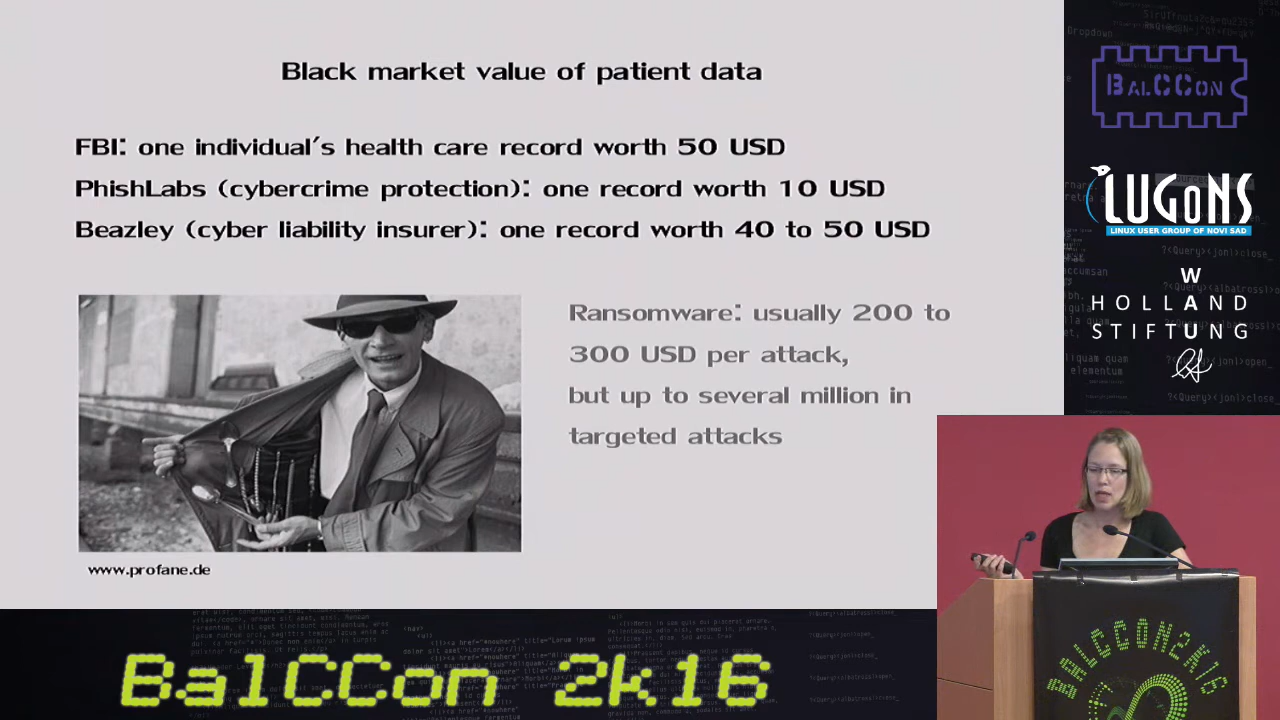 Black market value of patient data
FBI: one individual's health care record worth 50 USD
PhishLabs (cybercrime protection): one record worth 10 USD
Beazley (cyber liability insurer): one record worth 40 to 50 USD
Ransomware: usually 200 to
300 USD per attack,
but up to several million in
targeted attacks
www.profane.de
BALCCON
LUGONS
LINUX USER GROUP OF NOVI SAD
W
HOLLAND
STIFTUNG
BalCCon 2k16
BALCCON2K16